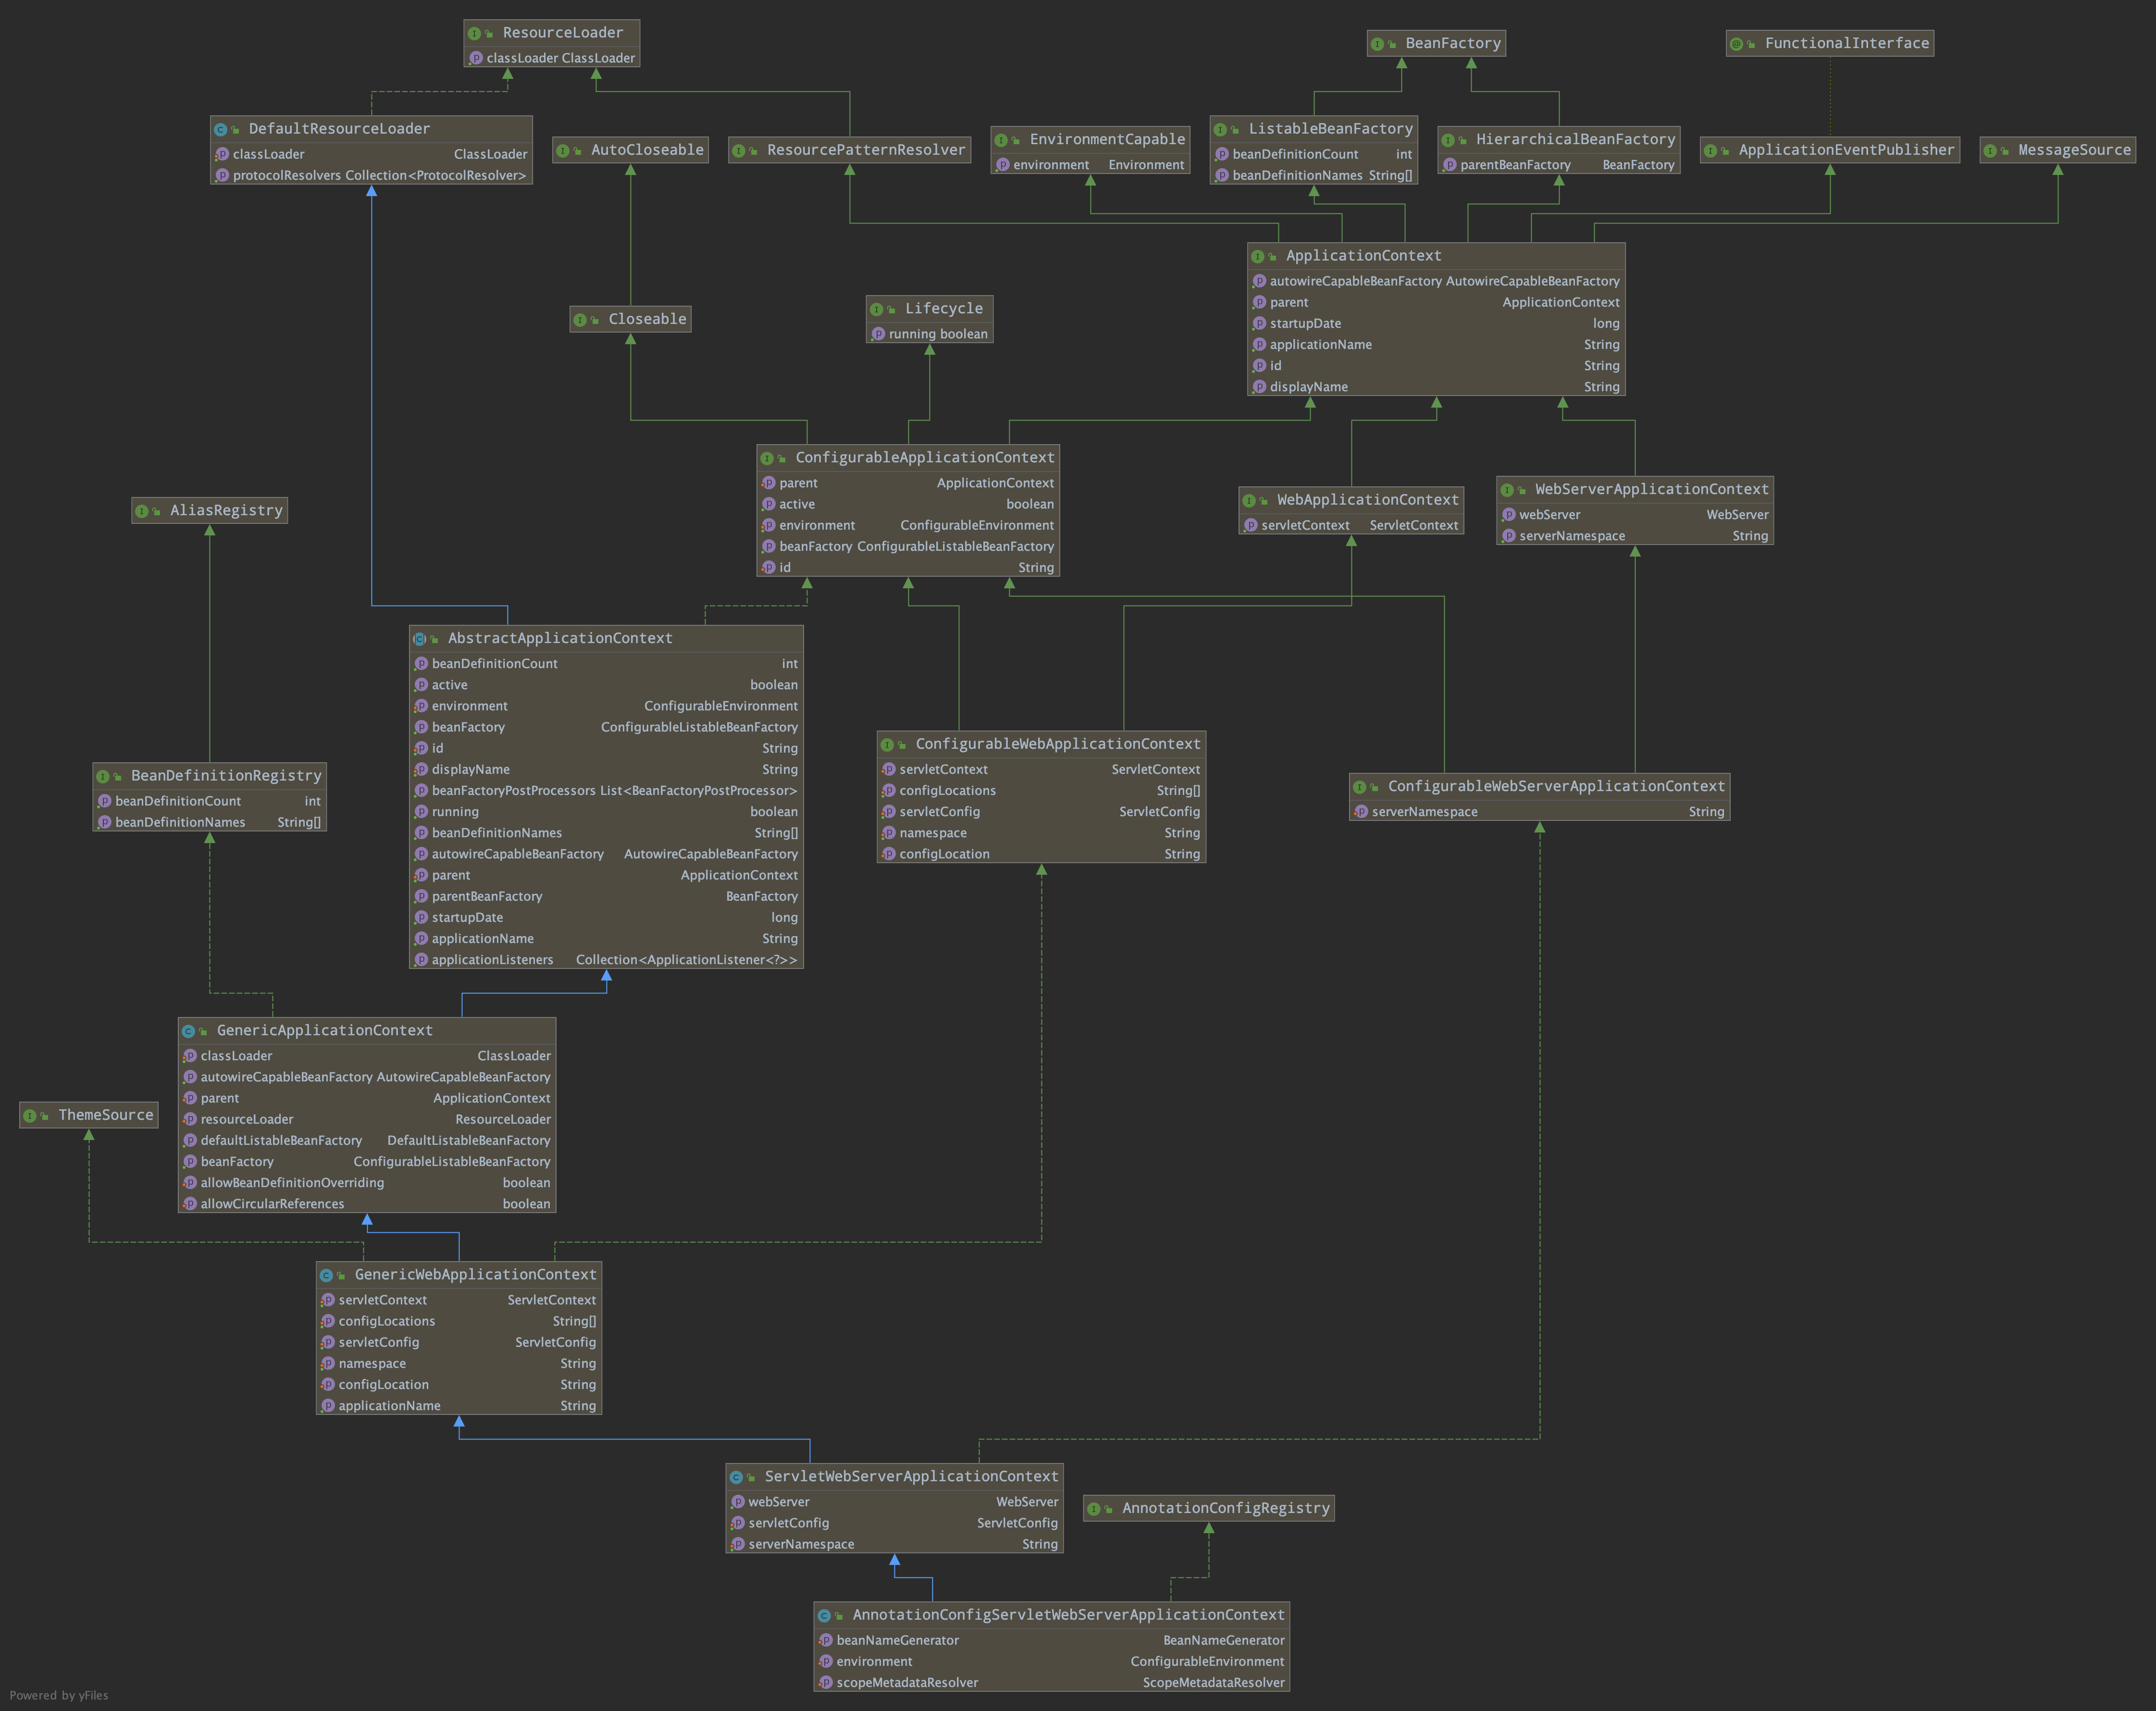 ResourceLoader
classLoader ClassLoader
BeanFactory
FunctionalInterface
DefaultResourceLoader
classLoader ClassLoader
protocolResolvers Collection<ProtocolResolver>
AutoCloseable
ResourcePatternResolver
EnvironmentCapable
environment Environment
ListableBeanFactory
beanDefinitionCount int
beanDefinitionNames String[]
HierarchicalBeanFactory
parentBeanFactory BeanFactory
ApplicationEventPublisher
MessageSource
ApplicationContext
autowireCapableBeanFactory AutowireCapableBeanFactory
parent ApplicationContext
startupDate long
applicationName String
id String
displayName String
Closeable
Lifecycle
running boolean
ConfigurableApplicationContext
parent ApplicationContext
active boolean
environment ConfigurableEnvironment
beanFactory ConfigurableListableBeanFactory
id String
WebApplicationContext
servletContext ServletContext
WebServerApplicationContext
webServer WebServer
serverNamespace String
AliasRegistry
AbstractApplicationContext
beanDefinitionCount int
active boolean
environment ConfigurableEnvironment
beanFactory ConfigurableListableBeanFactory
id String
displayName String
beanFactoryPostProcessors List<BeanFactoryPostProcessor>
running boolean
beanDefinitionNames String[]
autowireCapableBeanFactory AutowireCapableBeanFactory
parent ApplicationContext
parentBeanFactory BeanFactory
startupDate long
applicationName String
applicationListeners Collection<ApplicationListener<?>>
BeanDefinitionRegistry
beanDefinitionCount int
beanDefinitionNames String[]
ConfigurableWebApplicationContext
servletContext ServletContext
configLocations String[]
servletConfig ServletConfig
namespace String
configLocation String
ConfigurableWebServerApplicationContext
serverNamespace String
GenericApplicationContext
classLoader ClassLoader
autowireCapableBeanFactory AutowireCapableBeanFactory
parent ApplicationContext
resourceLoader ResourceLoader
defaultListableBeanFactory DefaultListableBeanFactory
beanFactory ConfigurableListableBeanFactory
allowBeanDefinitionOverriding boolean
allowCircularReferences boolean
ThemeSource
GenericWebApplicationContext
servletContext ServletContext
configLocations String[]
servletConfig ServletConfig
namespace String
configLocation String
applicationName String
ServletWebServerApplicationContext
webServer WebServer
servletConfig ServletConfig
serverNamespace String
AnnotationConfigRegistry
AnnotationConfigServletWebServerApplicationContext
beanNameGenerator BeanNameGenerator
environment ConfigurableEnvironment
scopeMetadataResolver ScopeMetadataResolver
Powered by yFiles